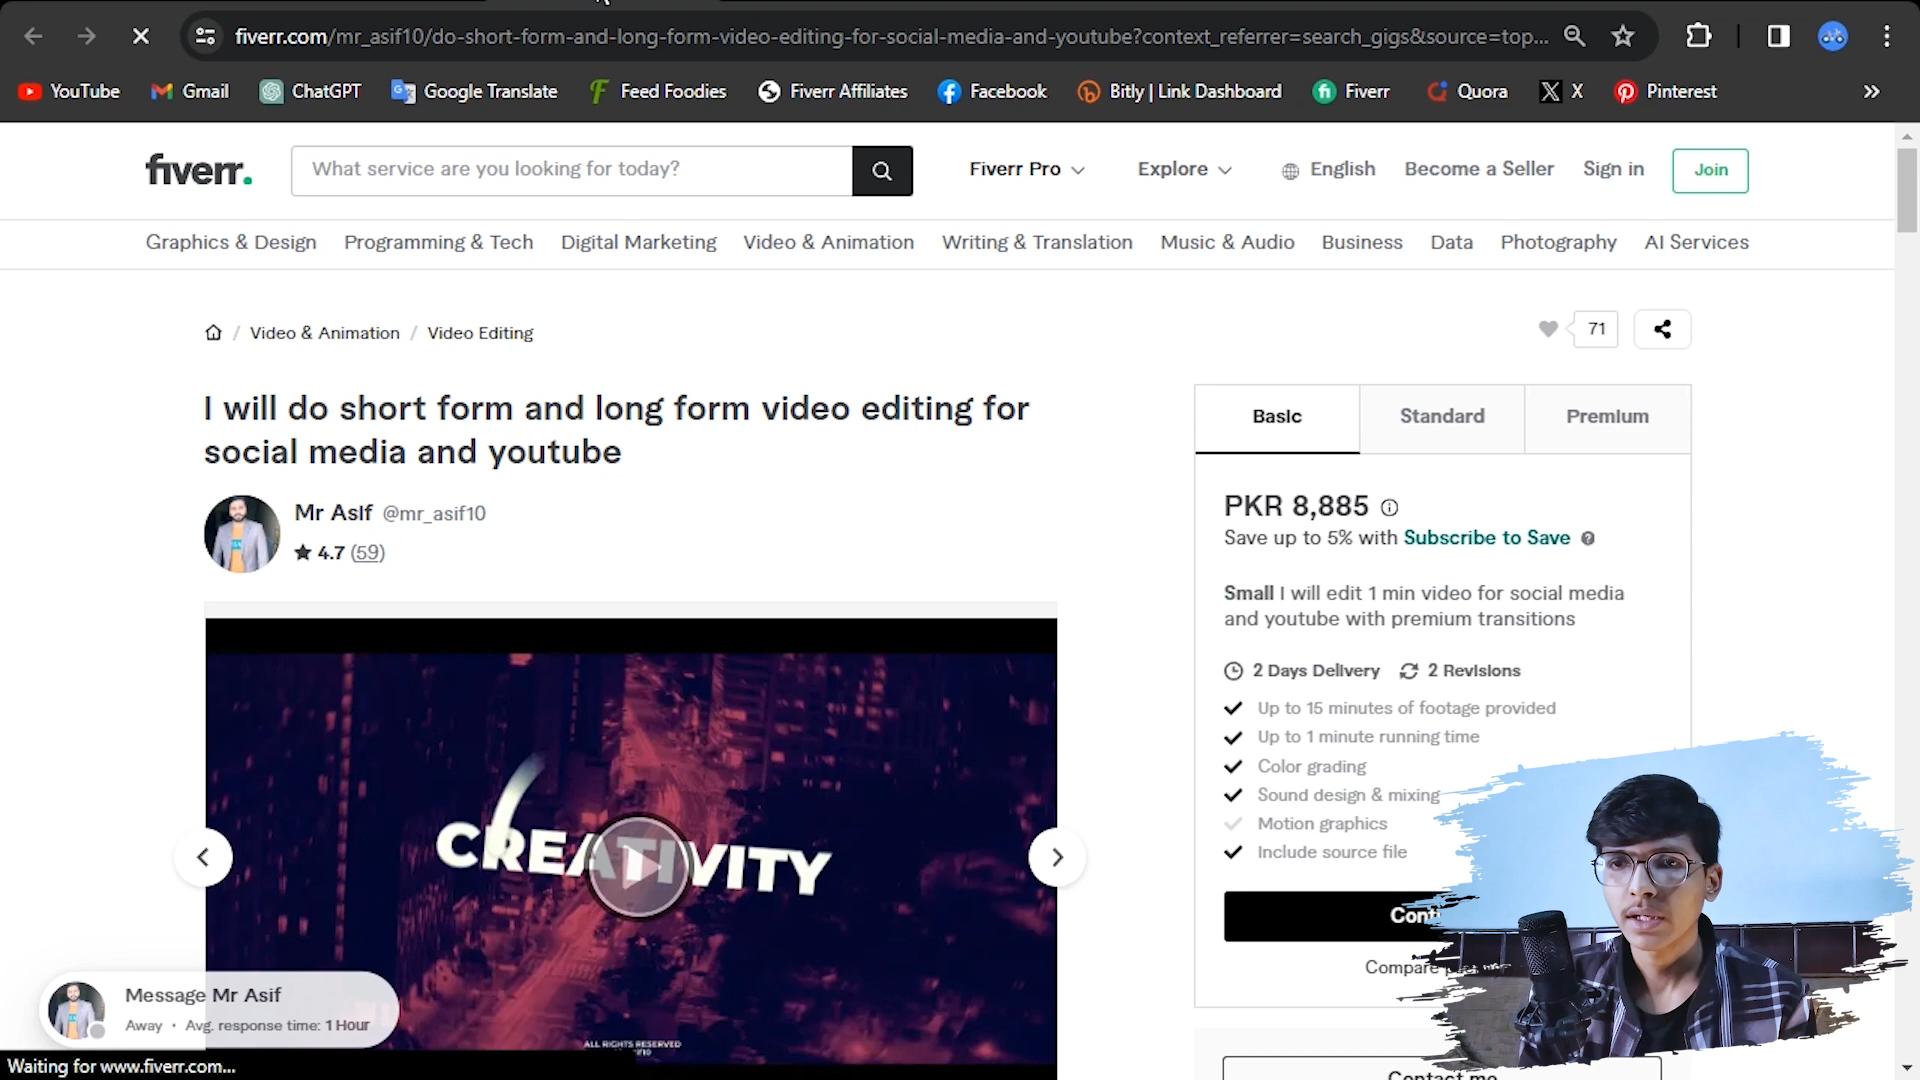 fiverr.com/mr_asif10/do-short-form-and-long-form-video-editing-for-social-media-and-youtube?context_referrer=search_gigs&source=top...
YouTube Gmail ChatGPT Google Translate Feed Foodies Fiverr Affiliates Facebook Bitly | Link Dashboard Fiverr Quora X Pinterest »
fiverr. What service are you looking for today? Fiverr Pro Explore English Become a Seller Sign in Join
Graphics & Design Programming & Tech Digital Marketing Video & Animation Writing & Translation Music & Audio Business Data Photography AI Services
/ Video & Animation / Video Editing
71
I will do short form and long form video editing for
social media and youtube
Mr Asif @mr_asif10
4.7 (59)
CREATIVITY
ALL RIGHTS RESERVED
Message Mr Asif
Away · Avg. response time: 1 Hour
Basic Standard Premium
PKR 8,885
Save up to 5% with Subscribe to Save
Small I will edit 1 min video for social media
and youtube with premium transitions
2 Days Delivery 2 Revisions
Up to 15 minutes of footage provided
Up to 1 minute running time
Color grading
Sound design & mixing
Motion graphics
Include source file
Cont
Compare
Contact me
Waiting for www.fiverr.com...